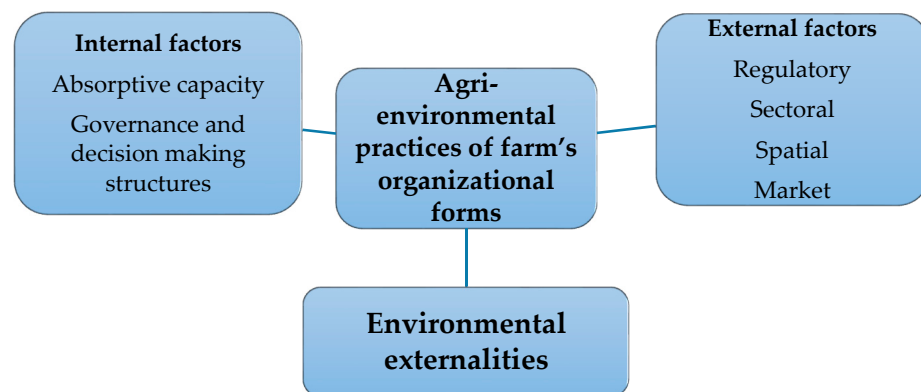 Internal factors
Absorptive capacity
Governance and
decision making
structures
Agri-
environmental
practices of farm’s
organizational
forms
External factors
Regulatory
Sectoral
Spatial
Market
Environmental
externalities